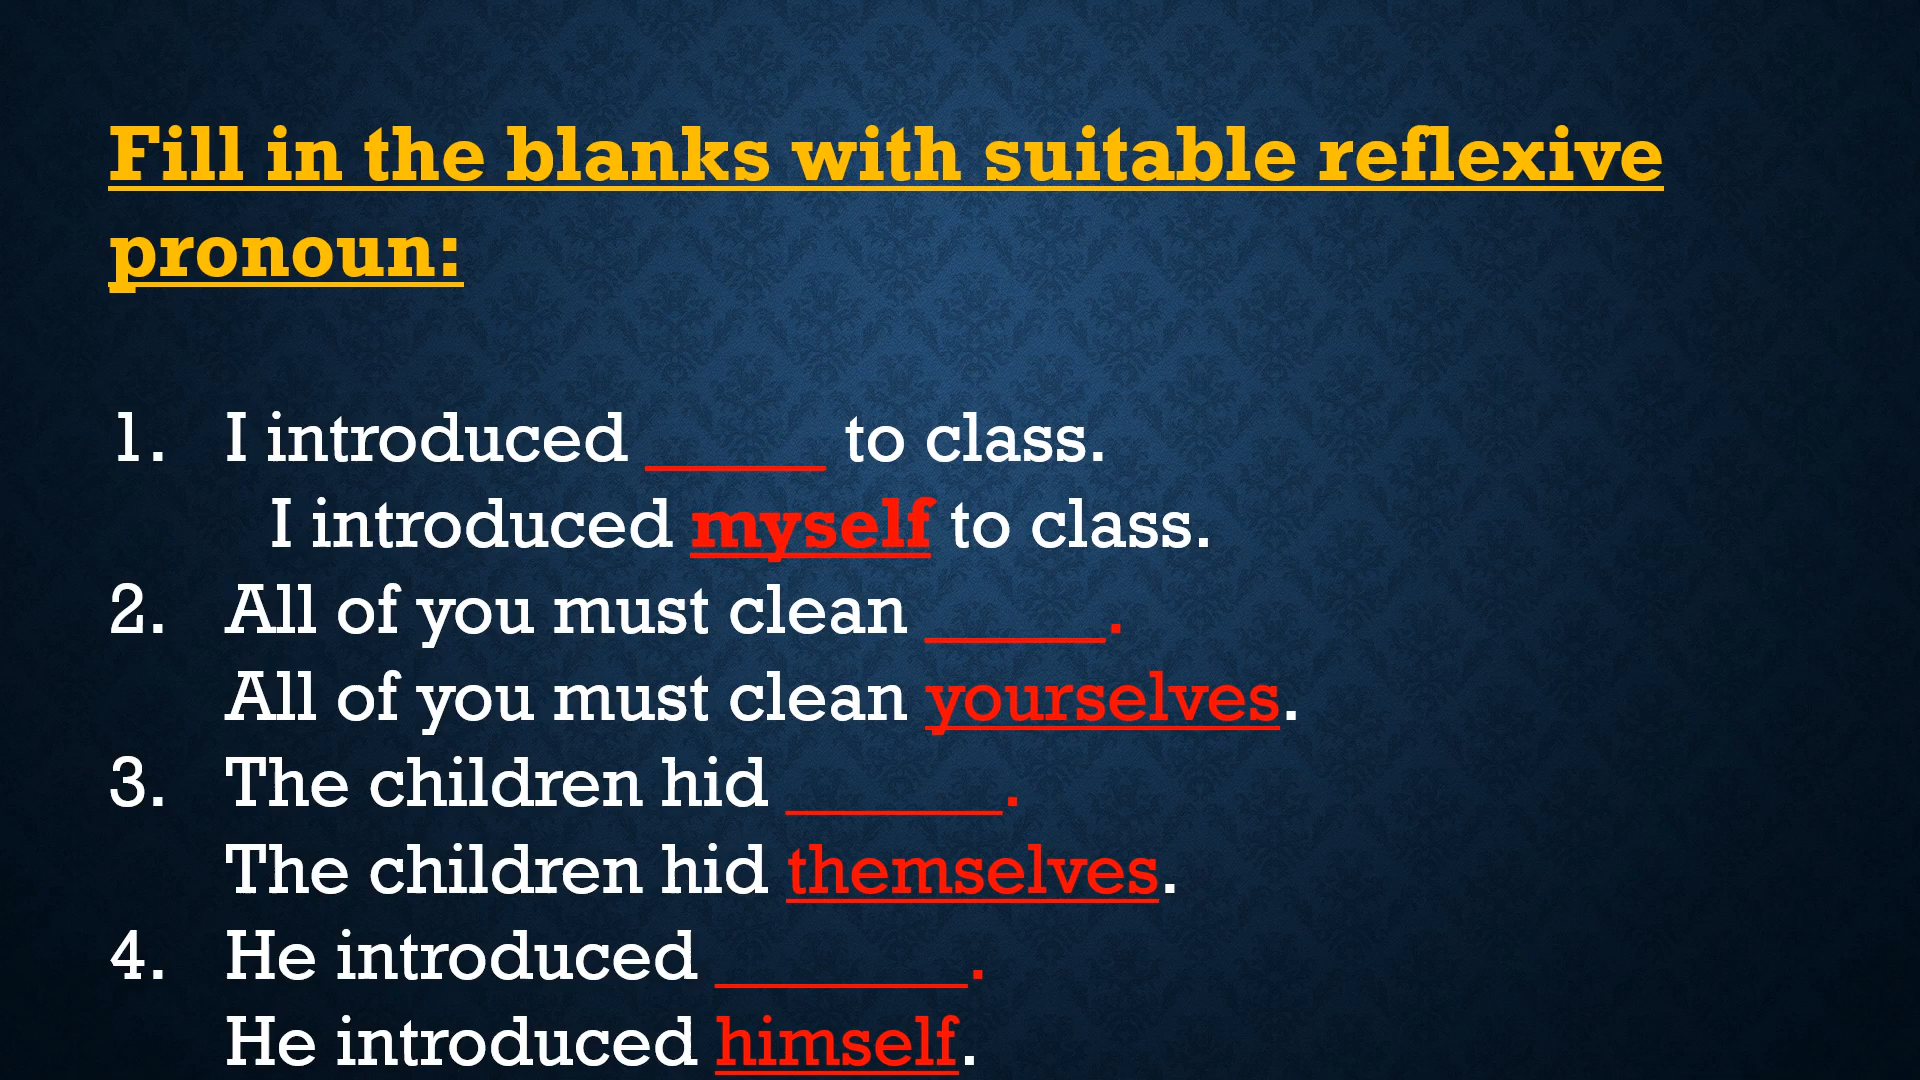 Fill in the blanks with suitable reflexive
pronoun:
1. I introduced _____ to class.
I introduced myself to class.
2. All of you must clean _____.
All of you must clean yourselves.
3. The children hid ______.
The children hid themselves.
4. He introduced _______.
He introduced himself.